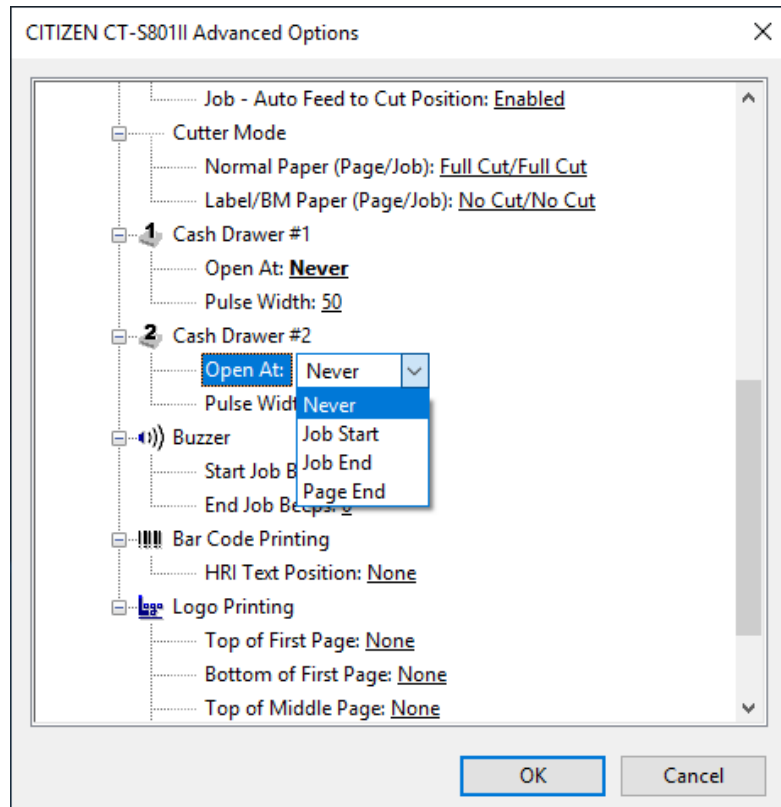 CITIZEN CT-S801II Advanced Options
Job - Auto Feed to Cut Position: Enabled
Cutter Mode
Normal Paper (Page/Job): Full Cut/Full Cut
Label/BM Paper (Page/Job): No Cut/No Cut
1 Cash Drawer #1
Open At: Never
Pulse Width: 50
2 Cash Drawer #2
Open At: Never
Pulse Widt
Never
Job Start
Job End
Page End
Buzzer
Start Job B
End Job Beeps:
Bar Code Printing
HRI Text Position: None
Logo Logo Printing
Top of First Page: None
Bottom of First Page: None
Top of Middle Page: None
OK Cancel